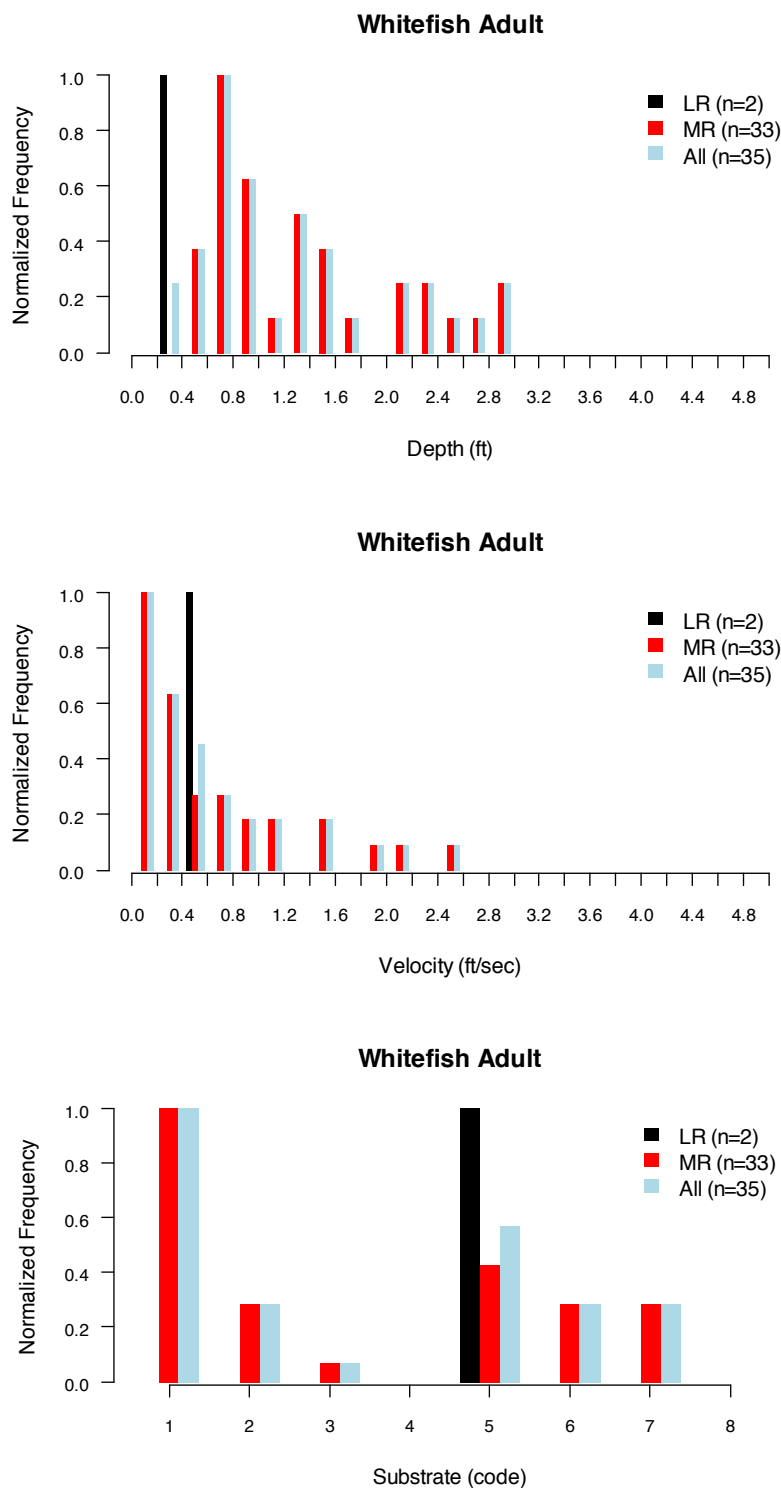 Whitefish Adult
Normalized Frequency
1.0
0.8
0.6
0.4
0.2
0.0
LR (n=2)
MR (n=33)
All (n=35)
0.0 0.4 0.8 1.2 1.6 2.0 2.4 2.8 3.2 3.6 4.0 4.4 4.8
Depth (ft)
Whitefish Adult
Normalized Frequency
1.0
0.8
0.6
0.4
0.2
0.0
LR (n=2)
MR (n=33)
All (n=35)
0.0 0.4 0.8 1.2 1.6 2.0 2.4 2.8 3.2 3.6 4.0 4.4 4.8
Velocity (ft/sec)
Whitefish Adult
Normalized Frequency
1.0
0.8
0.6
0.4
0.2
0.0
LR (n=2)
MR (n=33)
All (n=35)
1 2 3 4 5 6 7 8
Substrate (code)